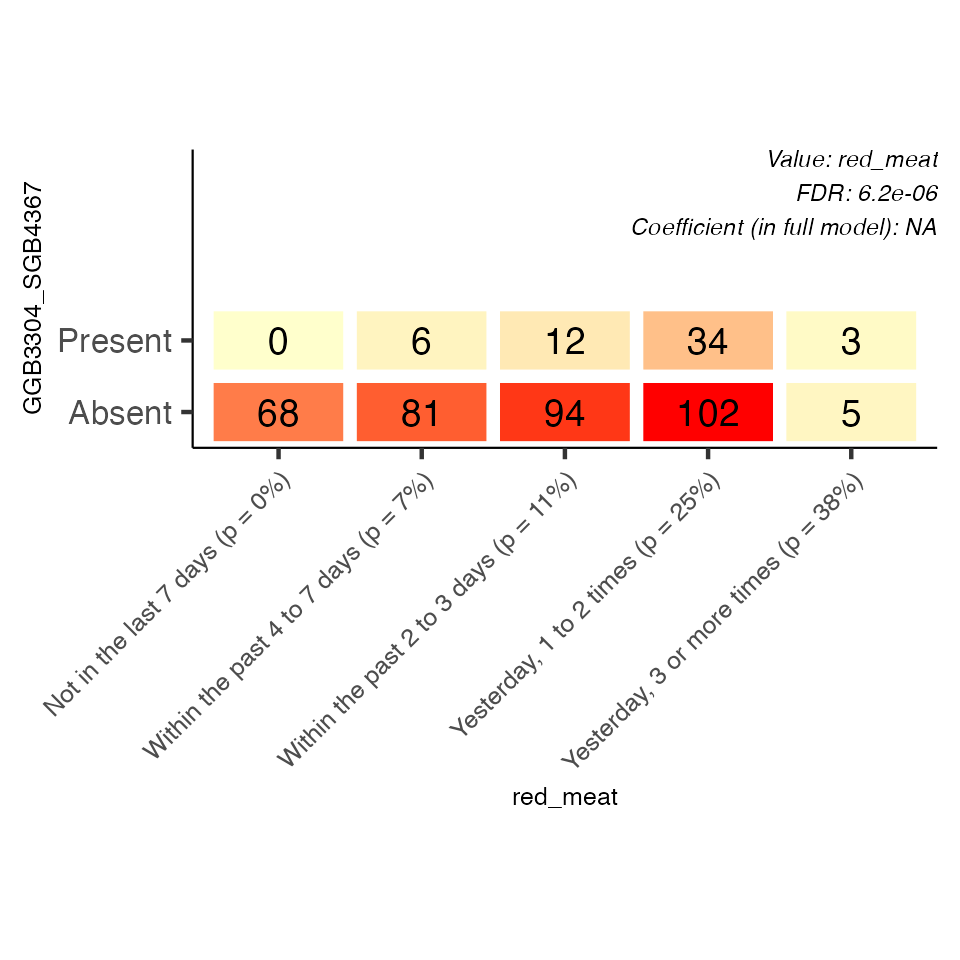 Value: red_meat
FDR: 6.2e-06
Coefficient (in full model): NA
GGB3304_SGB4367
Present 0 6 12 34 3
Absent 68 81 94 102 5
Not in the last 7 days (p = 0%)
Within the past 4 to 7 days (p = 7%)
Within the past 2 to 3 days (p = 11%)
Yesterday, 1 to 2 times (p = 25%)
Yesterday, 3 or more times (p = 38%)
red_meat